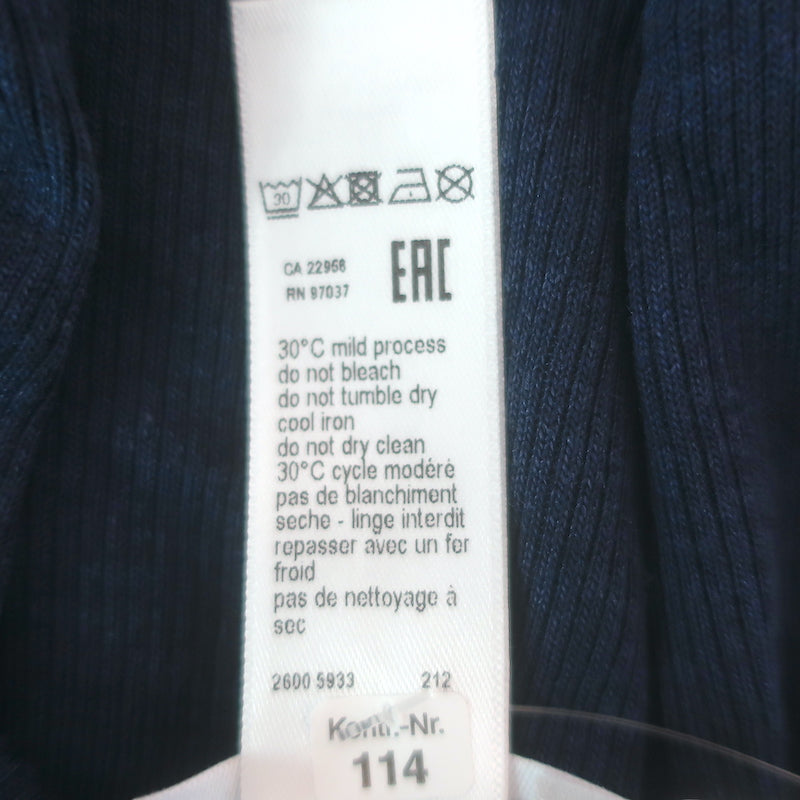 30
CA 22956
RN 97037
EAC
30°C mild process
do not bleach
do not tumble dry
cool iron
do not dry clean
30°C cycle modéré
pas de blanchiment
seche - linge interdit
repasser avec un fer
froid
pas de nettoyage à
sec
2600 5933 212
Kontr.-Nr.
114